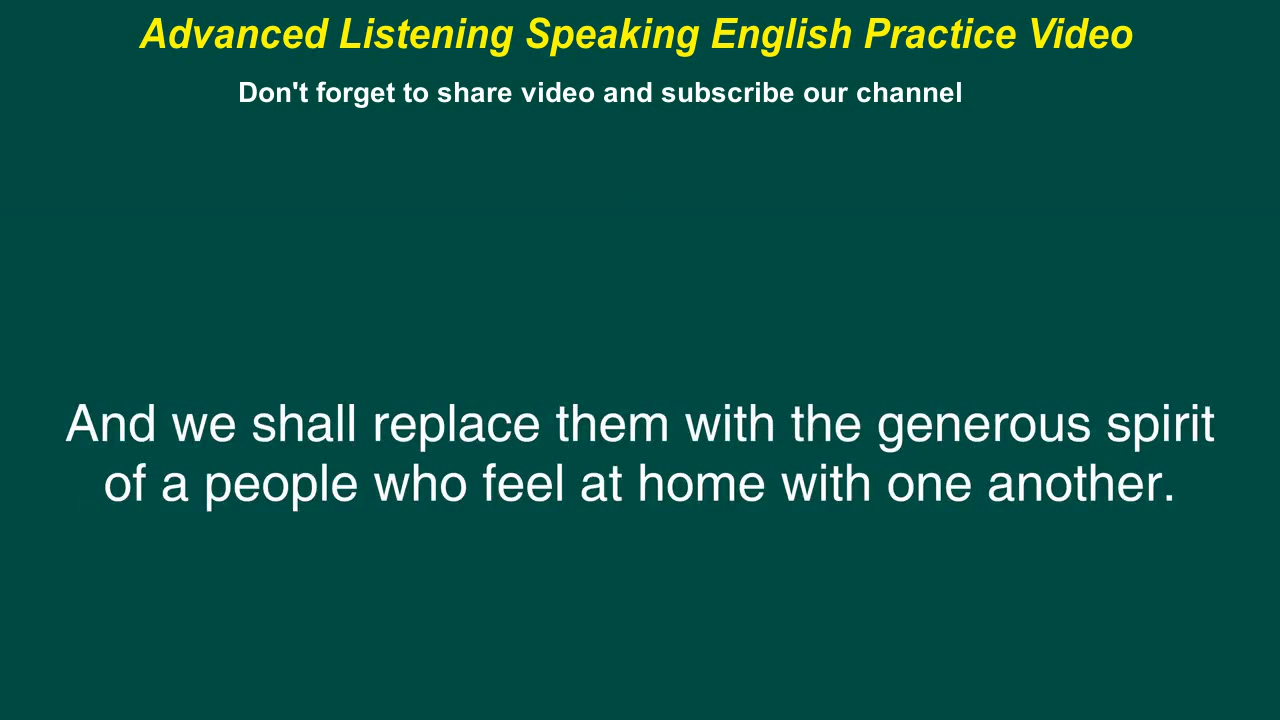 Advanced Listening Speaking English Practice Video
Don't forget to share video and subscribe our channel
And we shall replace them with the generous spirit
of a people who feel at home with one another.